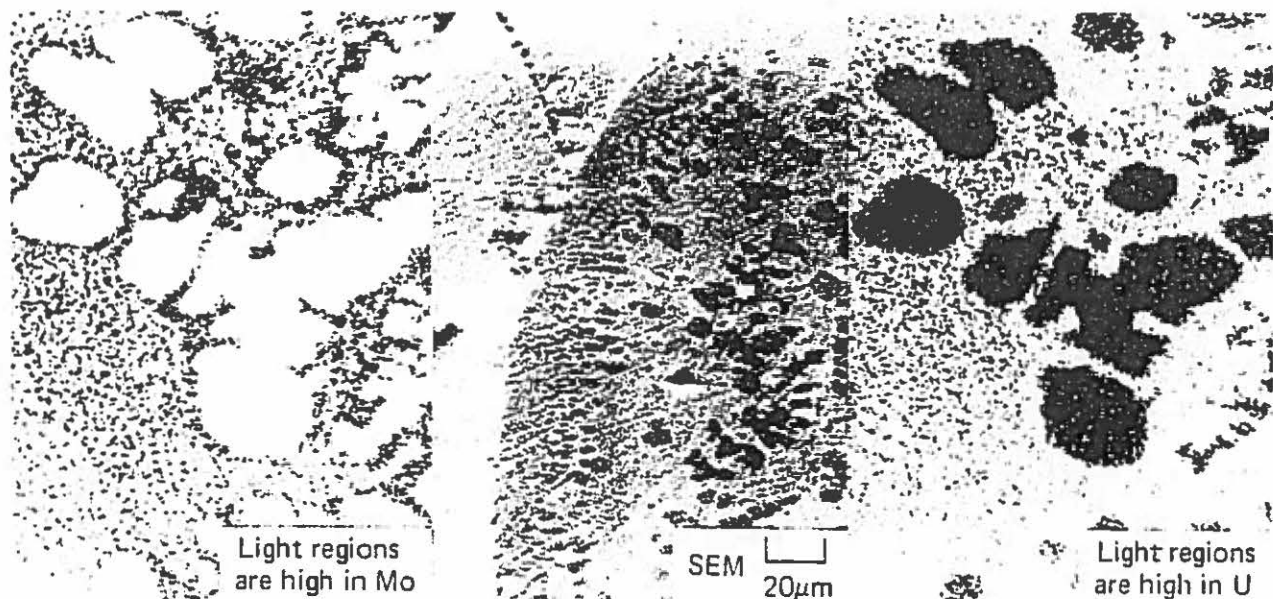 Light regions
are high in Mo
SEM
20μm
Light regions
are high in U